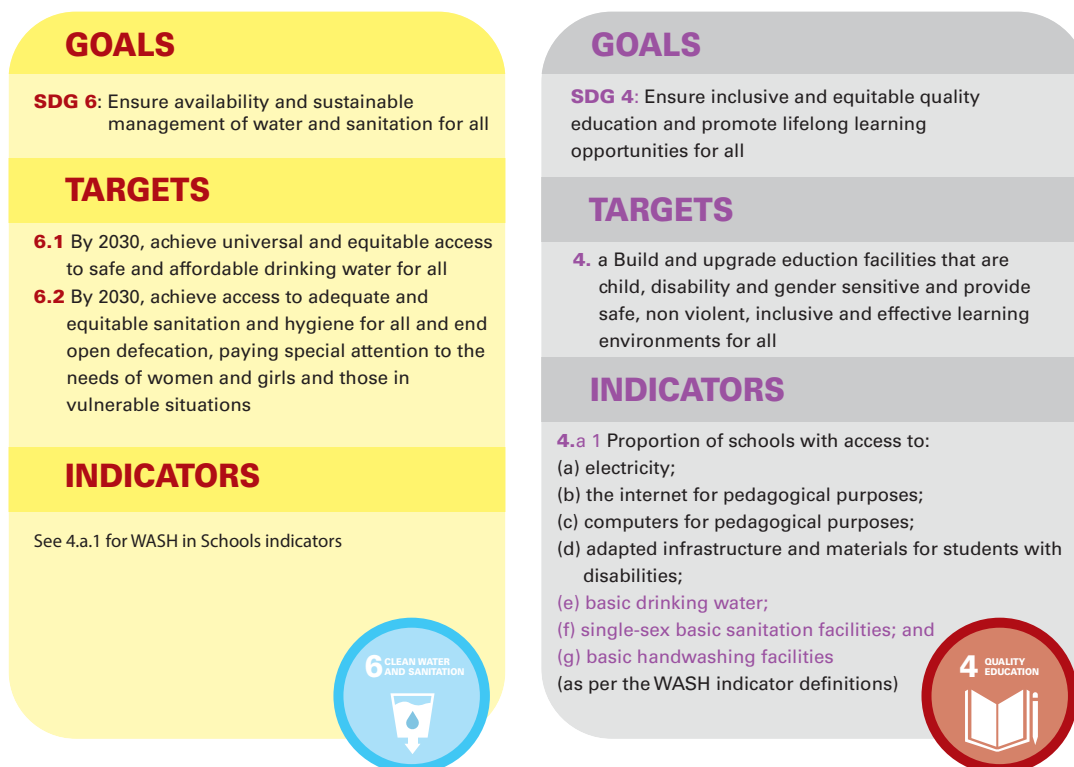 GOALS
SDG 6: Ensure availability and sustainable
management of water and sanitation for all
TARGETS
6.1 By 2030, achieve universal and equitable access
to safe and affordable drinking water for all
6.2 By 2030, achieve access to adequate and
equitable sanitation and hygiene for all and end
open defecation, paying special attention to the
needs of women and girls and those in
vulnerable situations
INDICATORS
See 4.a.1 for WASH in Schools indicators
6 CLEAN WATER
AND SANITATION
GOALS
SDG 4: Ensure inclusive and equitable quality
education and promote lifelong learning
opportunities for all
TARGETS
4. a Build and upgrade eduction facilities that are
child, disability and gender sensitive and provide
safe, non violent, inclusive and effective learning
environments for all
INDICATORS
4.a 1 Proportion of schools with access to:
(a) electricity;
(b) the internet for pedagogical purposes;
(c) computers for pedagogical purposes;
(d) adapted infrastructure and materials for students with
disabilities;
(e) basic drinking water;
(f) single-sex basic sanitation facilities; and
(g) basic handwashing facilities
(as per the WASH indicator definitions)
4 QUALITY
EDUCATION